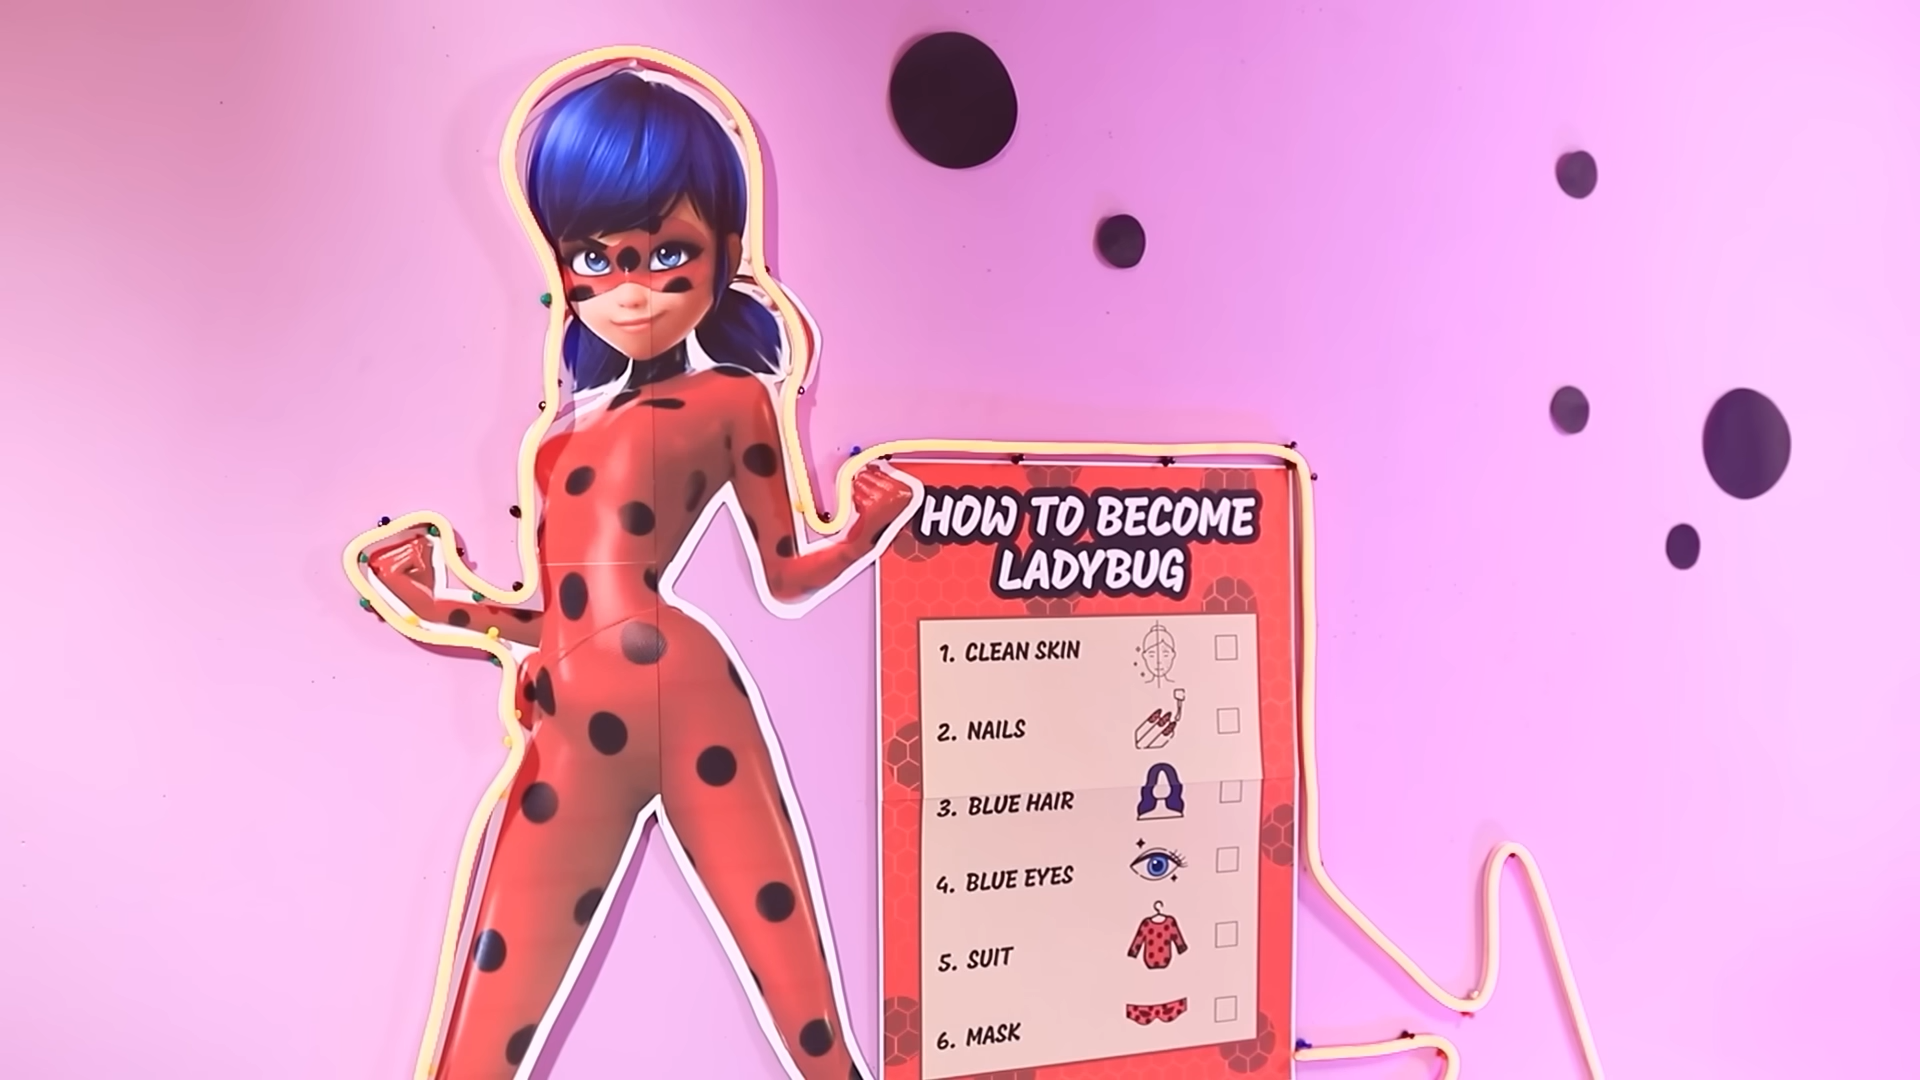 HOW TO BECOME
LADYBUG
1. CLEAN SKIN
2. NAILS
3. BLUE HAIR
4. BLUE EYES
5. SUIT
6. MASK